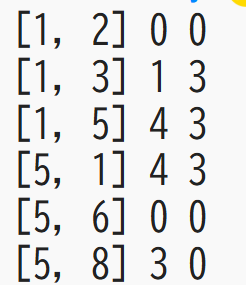 [1, 2] 0 0
[1, 3] 1 3
[1, 5] 4 3
[5, 1] 4 3
[5, 6] 0 0
[5, 8] 3 0